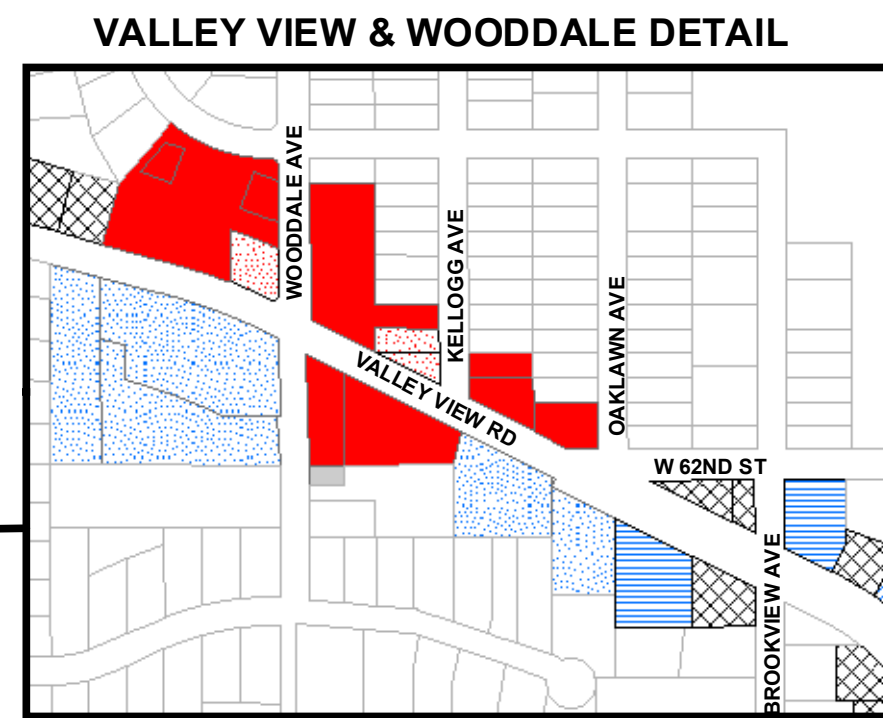 VALLEY VIEW & WOODDALE DETAIL
WOODDALE AVE
KELLOGG AVE
OAKLAWN AVE
VALLEY VIEW RD
W 62ND ST
BROOKVIEW AVE